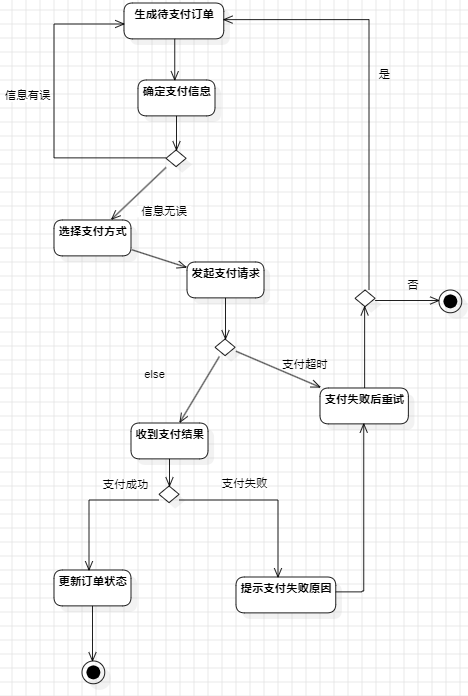 生成待支付订单
是
信息有误
确定支付信息
信息无误
选择支付方式
发起支付请求
否
else
支付超时
支付失败后重试
收到支付结果
支付成功
支付失败
更新订单状态
提示支付失败原因